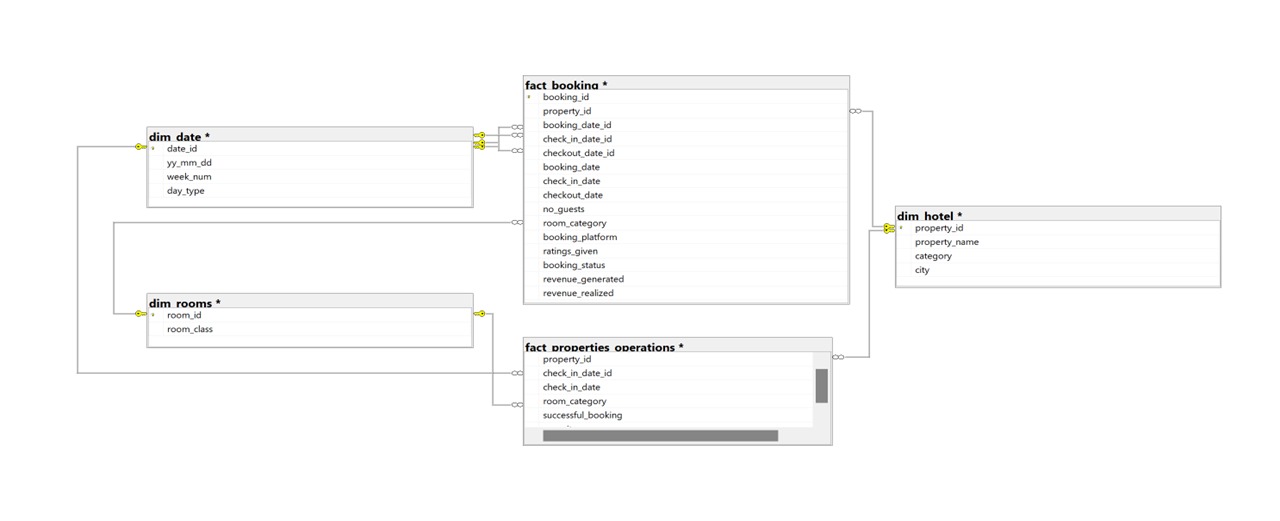 fact_booking *
booking_id
property_id
booking_date_id
check_in_date_id
checkout_date_id
booking_date
check_in_date
checkout_date
no_guests
room_category
booking_platform
ratings_given
booking_status
revenue_generated
revenue_realized
dim_date *
date_id
yy_mm_dd
week_num
day_type
dim_hotel *
property_id
property_name
category
city
dim_rooms *
room_id
room_class
fact_properties_operations *
property_id
check_in_date_id
check_in_date
room_category
successful_booking